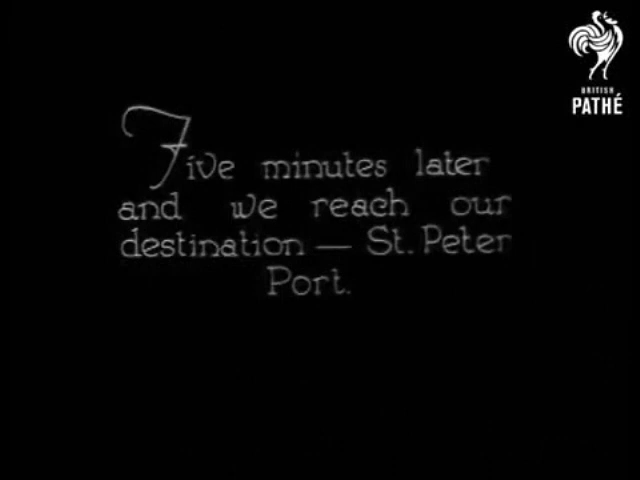 BRITISH
PATHÉ
Five minutes later
and we reach our
destination — St. Peter
Port.